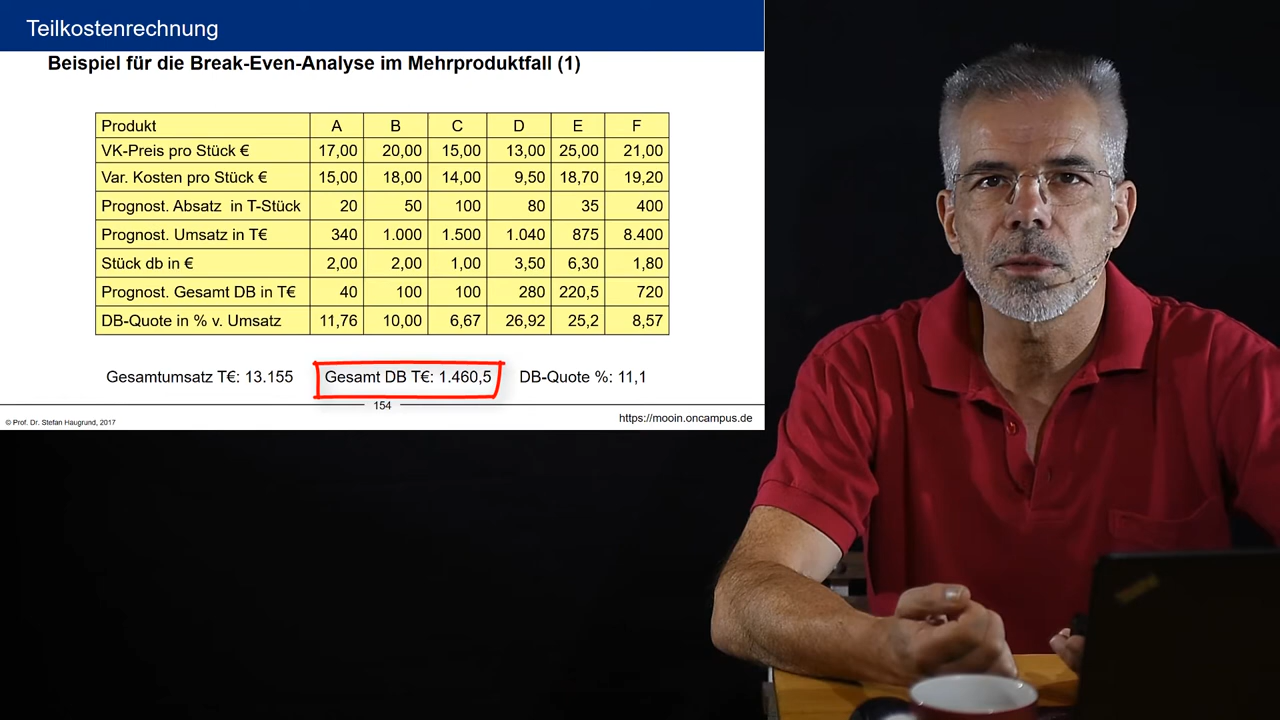 Teilkostenrechnung
Beispiel für die Break-Even-Analyse im Mehrproduktfall (1)
Produkt A B C D E F
VK-Preis pro Stück € 17,00 20,00 15,00 13,00 25,00 21,00
Var. Kosten pro Stück € 15,00 18,00 14,00 9,50 18,70 19,20
Prognost. Absatz in T-Stück 20 50 100 80 35 400
Prognost. Umsatz in T€ 340 1.000 1.500 1.040 875 8.400
Stück db in € 2,00 2,00 1,00 3,50 6,30 1,80
Prognost. Gesamt DB in T€ 40 100 100 280 220,5 720
DB-Quote in % v. Umsatz 11,76 10,00 6,67 26,92 25,2 8,57
Gesamtumsatz T€: 13.155 Gesamt DB T€: 1.460,5 DB-Quote %: 11,1
154
© Prof. Dr. Stefan Haugrund, 2017 https://mooin.oncampus.de